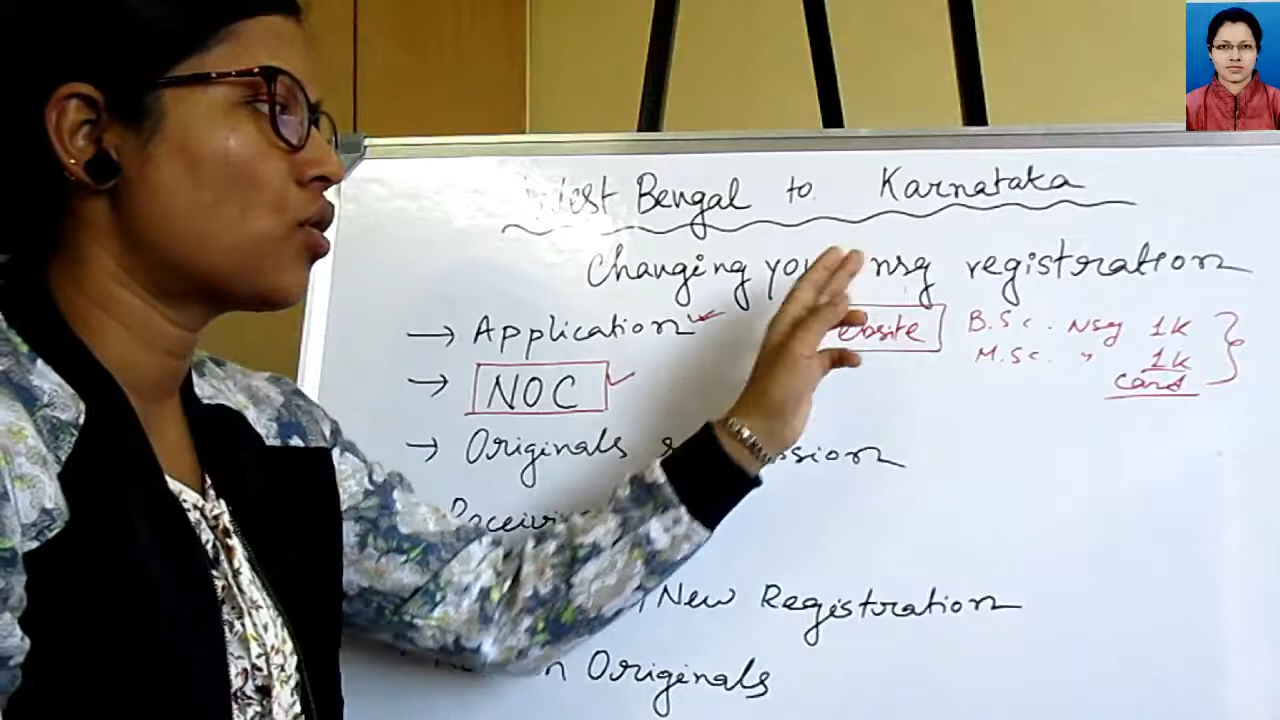 West Bengal to Karnataka
Changing nsg registration
→ Application
B.Sc. Nsg 1K
→ NOC
M.Sc. " 1K
Card
→ Originals
New Registration
Originals